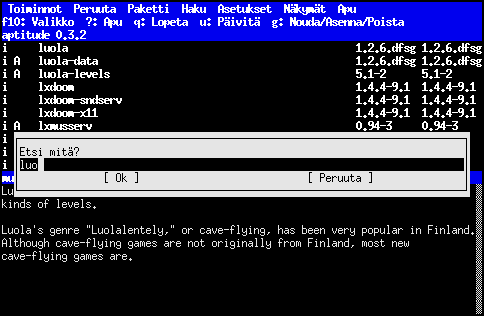 Toiminnot Peruuta Paketti Haku Asetukset Näkymät Apu
f10: Valikko ?: Apu q: Lopeta u: Päivitä g: Nouda/Asenna/Poista
aptitude 0.3.2
i luola 1.2.6.dfsg 1.2.6.dfsg
i A luola-data 1.2.6.dfsg 1.2.6.dfsg
i A luola-levels 5.1-2 5.1-2
i lxdoom 1.4.4-9.1 1.4.4-9.1
i lxdoom-sndserv 1.4.4-9.1 1.4.4-9.1
i lxdoom-x11 1.4.4-9.1 1.4.4-9.1
i A lxmusserv 0.94-3 0.94-3
i
i
i
Etsi mitä?
luo
[ Ok ] [ Peruuta ]
mu
Lu
kinds of levels.
Luola's genre "Luolalentely," or cave-flying, has been very popular in Finland.
Although cave-flying games are not originally from Finland, most new
cave-flying games are.